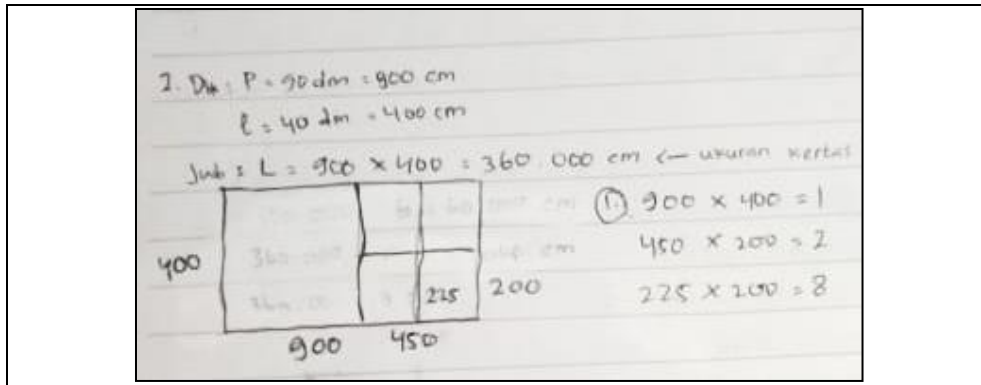 2. Dik : P = 90 dm = 900 cm
l = 40 dm = 400 cm
Jwb : L = 900 × 400 = 360.000 cm ← ukuran kertas
① 900 × 400 = 1
450 × 200 = 2
225 × 200 = 8
400
225
200
900
450